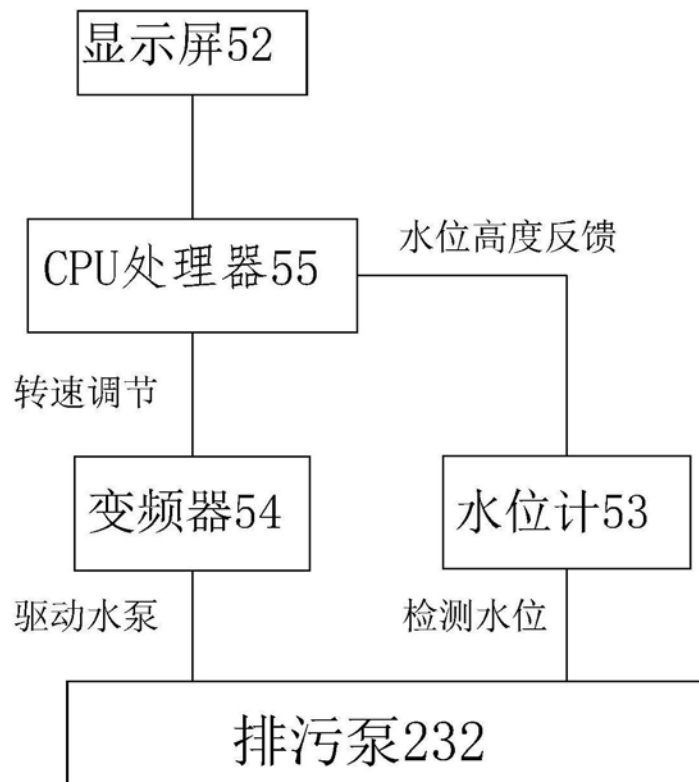 显示屏52
CPU处理器55
水位高度反馈
转速调节
变频器54
水位计53
驱动水泵
检测水位
排污泵232